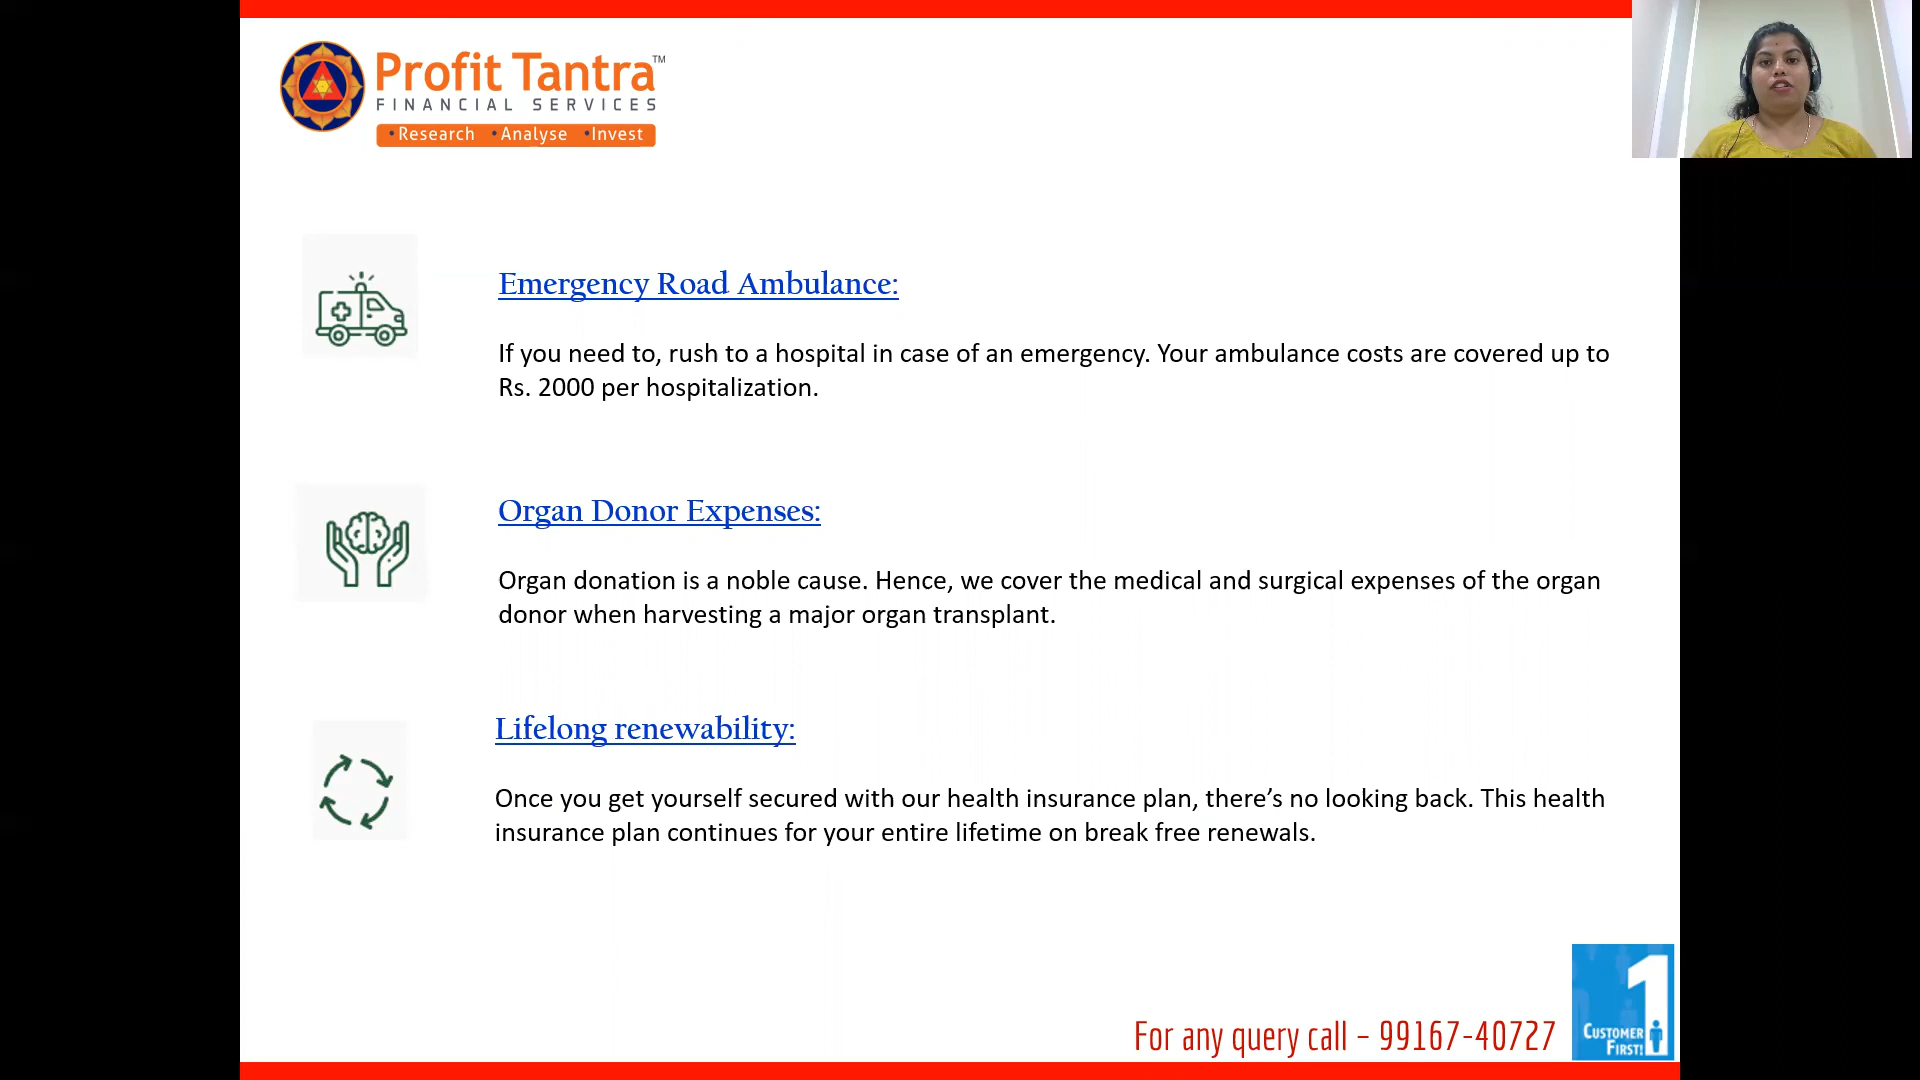 Profit Tantra™
FINANCIAL SERVICES
•Research •Analyse •Invest
Emergency Road Ambulance:
If you need to, rush to a hospital in case of an emergency. Your ambulance costs are covered up to
Rs. 2000 per hospitalization.
Organ Donor Expenses:
Organ donation is a noble cause. Hence, we cover the medical and surgical expenses of the organ
donor when harvesting a major organ transplant.
Lifelong renewability:
Once you get yourself secured with our health insurance plan, there’s no looking back. This health
insurance plan continues for your entire lifetime on break free renewals.
For any query call – 99167-40727
1
CUSTOMER
FIRST!